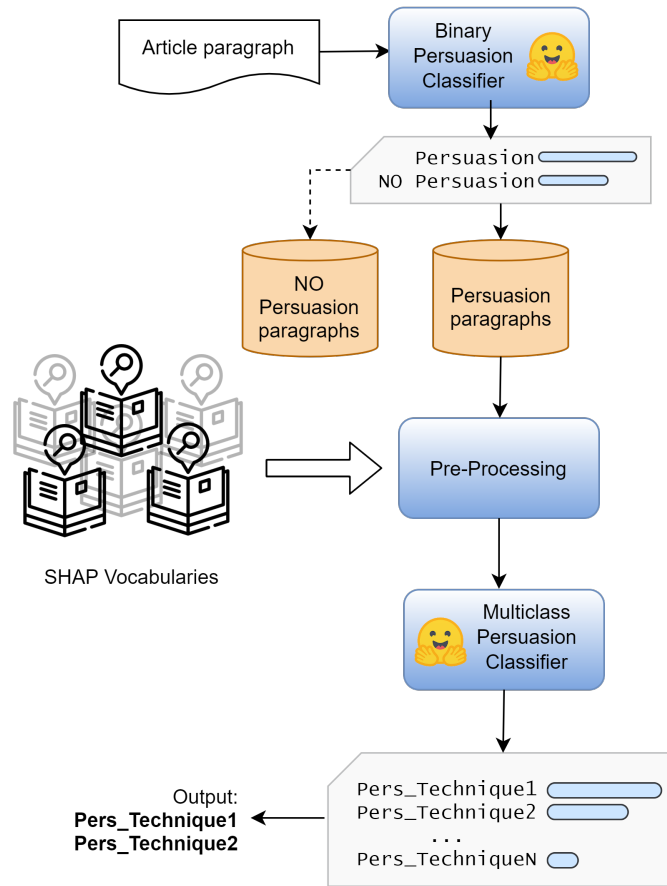 Article paragraph
Binary
Persuasion
Classifier
Persuasion
NO Persuasion
NO
Persuasion
paragraphs
Persuasion
paragraphs
Pre-Processing
SHAP Vocabularies
Multiclass
Persuasion
Classifier
Pers_Technique1
Pers_Technique2
...
Pers_TechniqueN
Output:
Pers_Technique1
Pers_Technique2